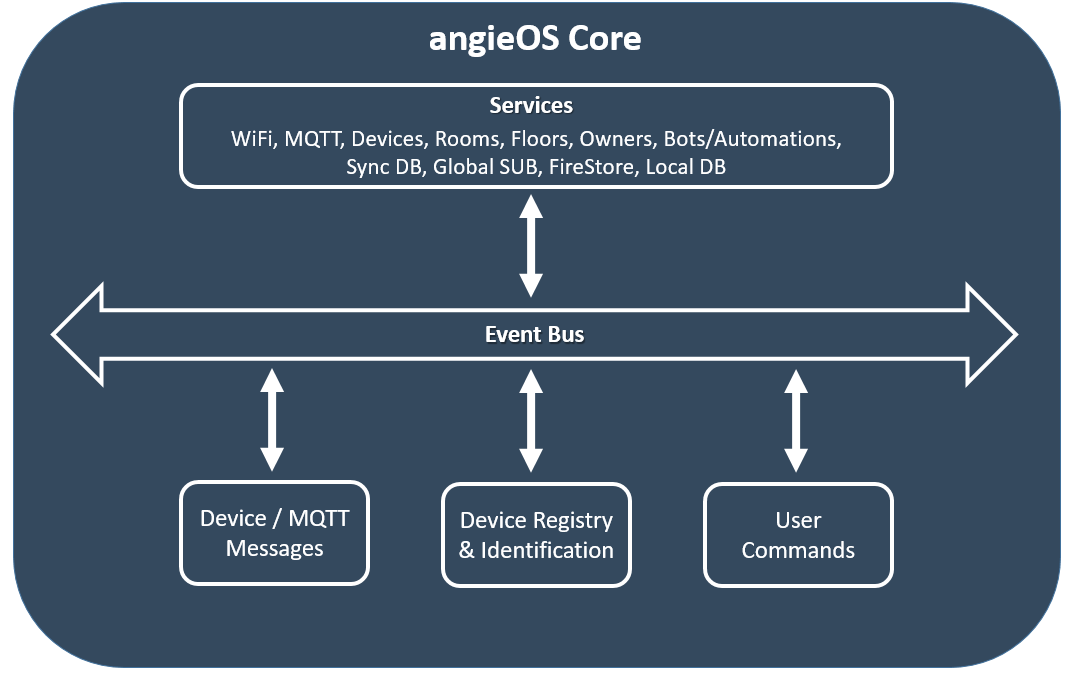 angieOS Core
Services
WiFi, MQTT, Devices, Rooms, Floors, Owners, Bots/Automations,
Sync DB, Global SUB, FireStore, Local DB
Event Bus
Device / MQTT
Messages
Device Registry
& Identification
User
Commands